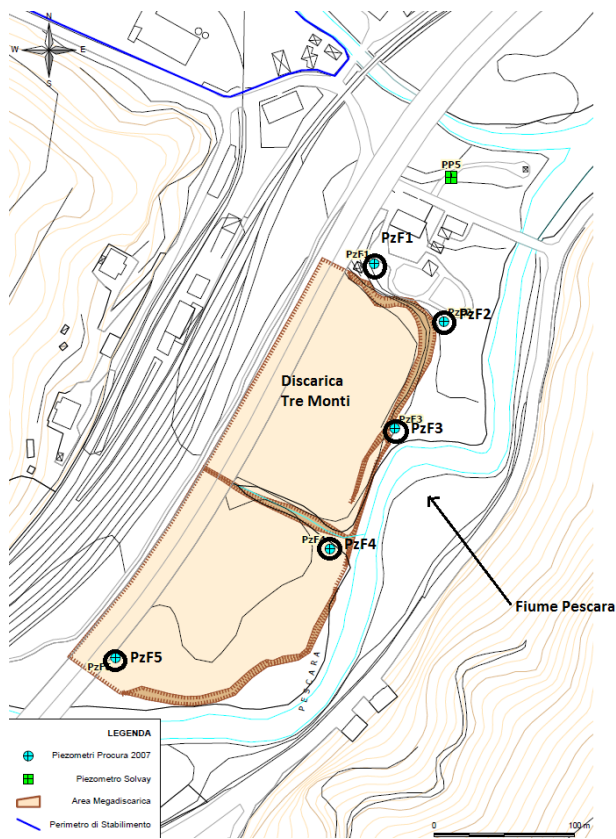 N
W E
S
PP5
PzF1
PzF1
PzF2
Discarica
Tre Monti
PzF3
PzF3
PzF4
PzF4
Fiume Pescara
PzF5
PESCARA
LEGENDA
Piezometri Procura 2007
Piezometro Solvay
Area Megadiscarica
Perimetro di Stabilimento
0 100 m